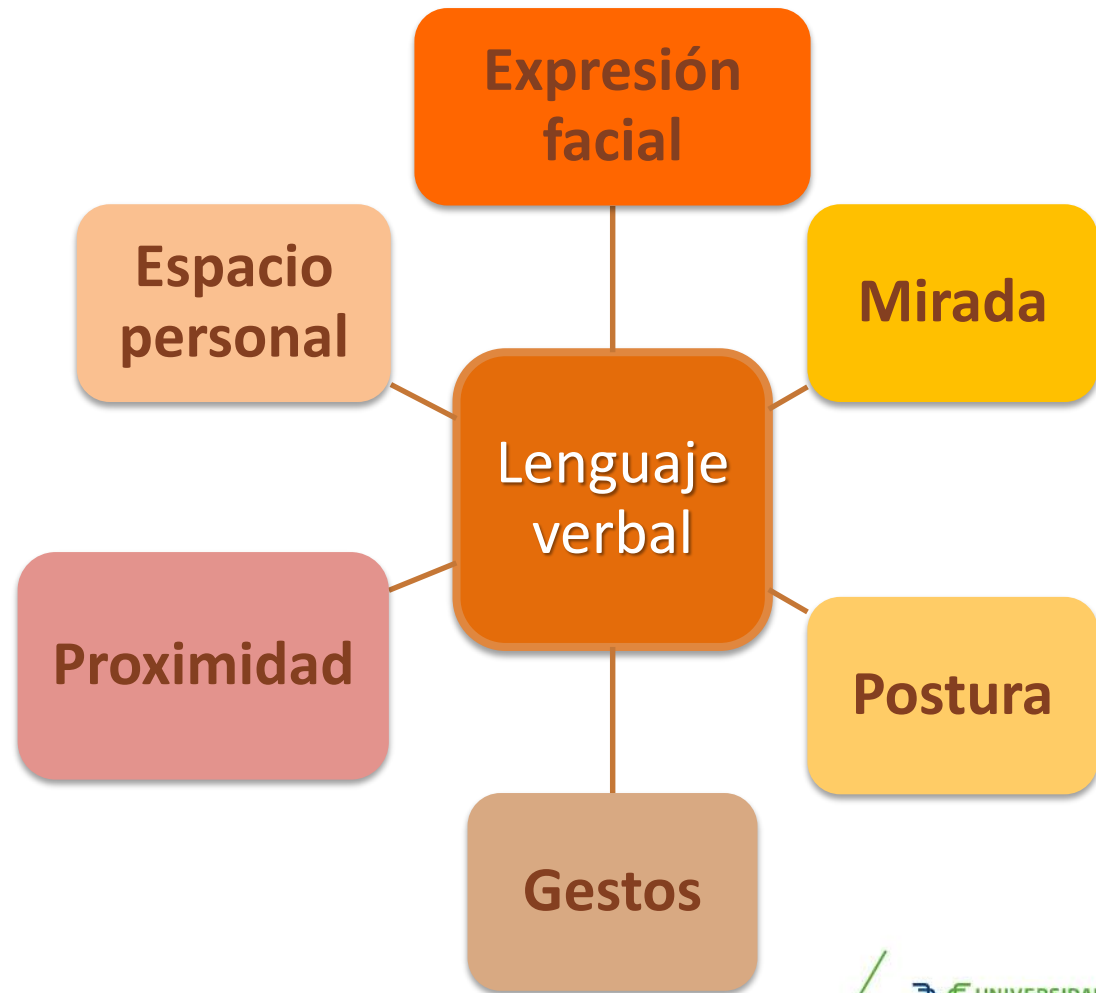 Expresión
facial
Espacio
personal
Mirada
Lenguaje
verbal
Proximidad
Postura
Gestos